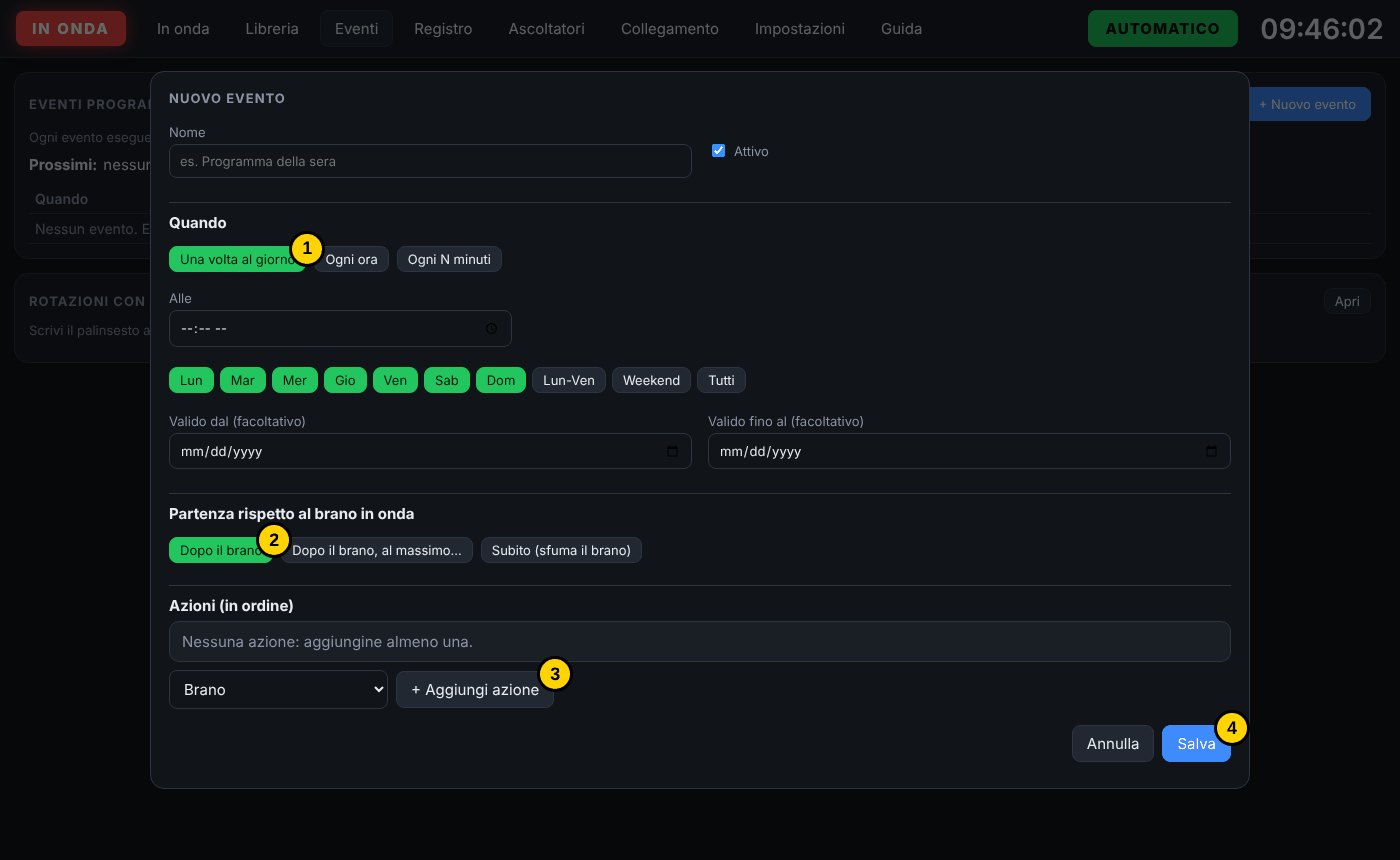 IN ONDA In onda Libreria Eventi Registro Ascoltatori Collegamento Impostazioni Guida AUTOMATICO 09:46:02
EVENTI + Nuovo evento
Ogni evento esegue
Prossimi:
Quando
Nessun evento.
ROTAZIONI CON Apri
Scrivi il palinsesto a
NUOVO EVENTO
Nome
es. Programma della sera
Attivo
Quando
Una volta al giorno 1 Ogni ora Ogni N minuti
Alle
--:-- --
Lun Mar Mer Gio Ven Sab Dom Lun-Ven Weekend Tutti
Valido dal (facoltativo) Valido fino al (facoltativo)
mm/dd/yyyy mm/dd/yyyy
Partenza rispetto al brano in onda
Dopo il brano 2 Dopo il brano, al massimo... Subito (sfuma il brano)
Azioni (in ordine)
Nessuna azione: aggiungine almeno una.
Brano + Aggiungi azione 3
Annulla Salva 4